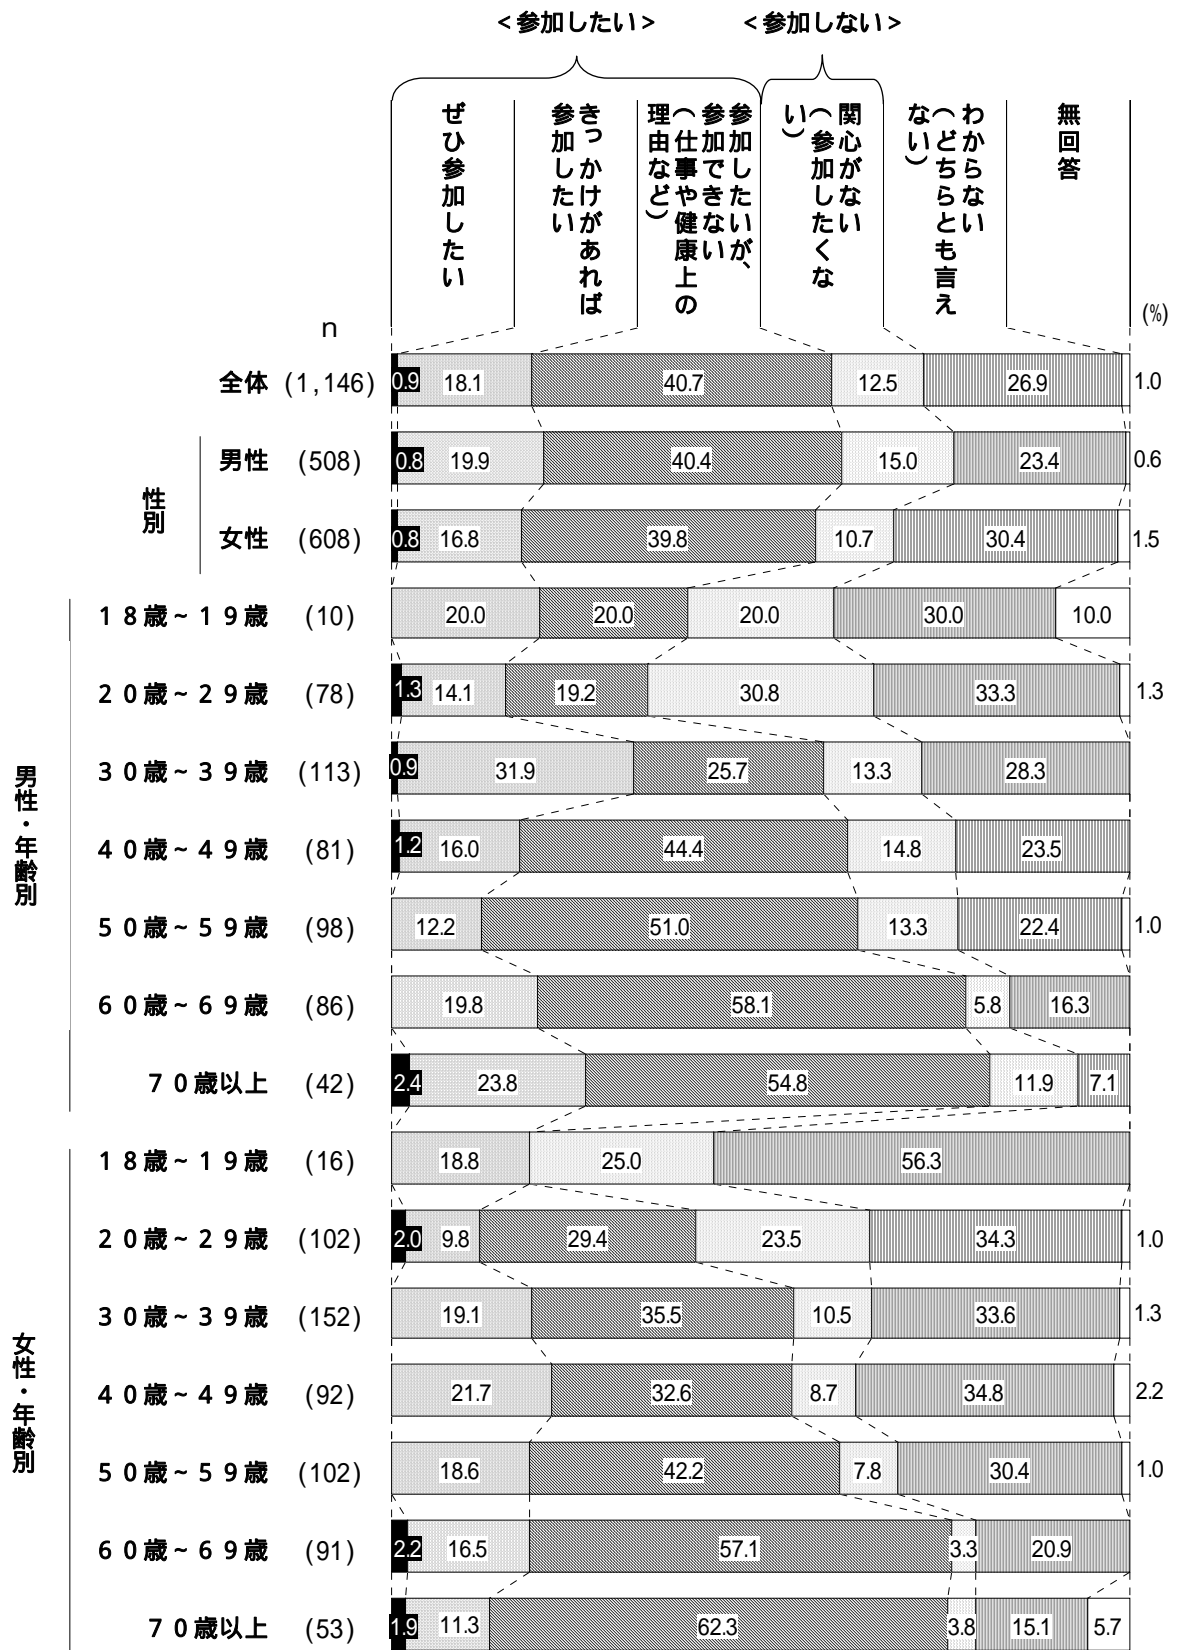 ＜参加したい＞ ＜参加しない＞
ぜひ参加したい
きっかけがあれば
参加したい
参加したいが、
参加できない
（仕事や健康上の
理由など）
関心がない
（参加したくな
い）
わからない
（どちらとも言え
ない）
無回答
n (%)
全体 (1,146) 0.9 18.1 40.7 12.5 26.9 1.0
性別
男性 (508) 0.8 19.9 40.4 15.0 23.4 0.6
女性 (608) 0.8 16.8 39.8 10.7 30.4 1.5
男性・年齢別
１８歳～１９歳 (10) 20.0 20.0 20.0 30.0 10.0
２０歳～２９歳 (78) 1.3 14.1 19.2 30.8 33.3 1.3
３０歳～３９歳 (113) 0.9 31.9 25.7 13.3 28.3
４０歳～４９歳 (81) 1.2 16.0 44.4 14.8 23.5
５０歳～５９歳 (98) 12.2 51.0 13.3 22.4 1.0
６０歳～６９歳 (86) 19.8 58.1 5.8 16.3
７０歳以上 (42) 2.4 23.8 54.8 11.9 7.1
女性・年齢別
１８歳～１９歳 (16) 18.8 25.0 56.3
２０歳～２９歳 (102) 2.0 9.8 29.4 23.5 34.3 1.0
３０歳～３９歳 (152) 19.1 35.5 10.5 33.6 1.3
４０歳～４９歳 (92) 21.7 32.6 8.7 34.8 2.2
５０歳～５９歳 (102) 18.6 42.2 7.8 30.4 1.0
６０歳～６９歳 (91) 2.2 16.5 57.1 3.3 20.9
７０歳以上 (53) 1.9 11.3 62.3 3.8 15.1 5.7